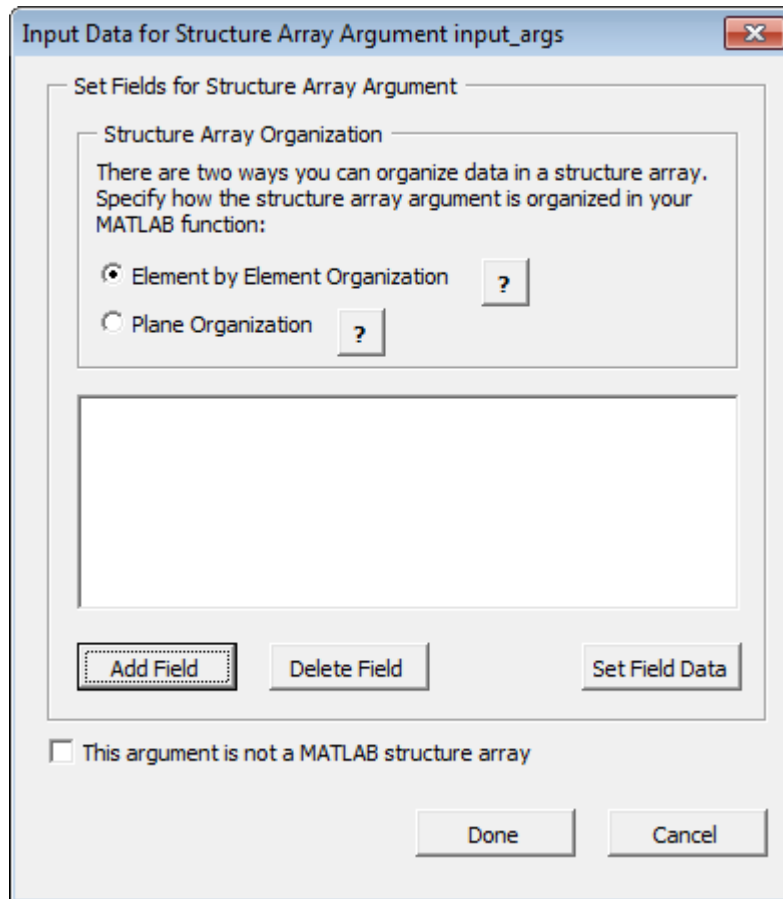 Input Data for Structure Array Argument input_args
Set Fields for Structure Array Argument
Structure Array Organization
There are two ways you can organize data in a structure array.
Specify how the structure array argument is organized in your
MATLAB function:
Element by Element Organization ?
Plane Organization ?
Add Field Delete Field Set Field Data
This argument is not a MATLAB structure array
Done Cancel